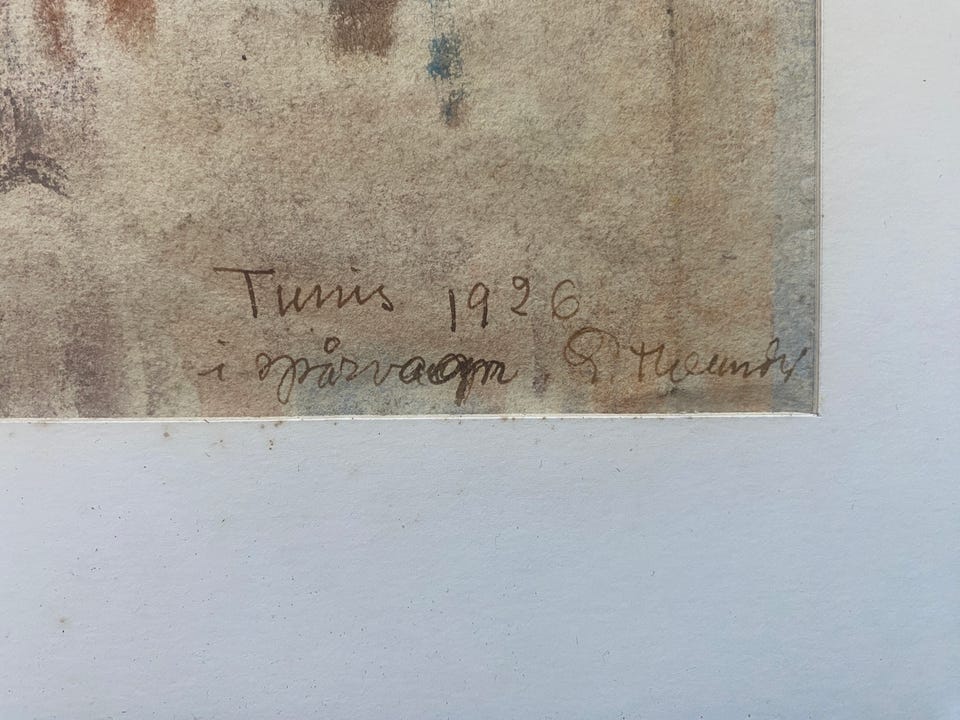 Tunis 1926
i spårvagn